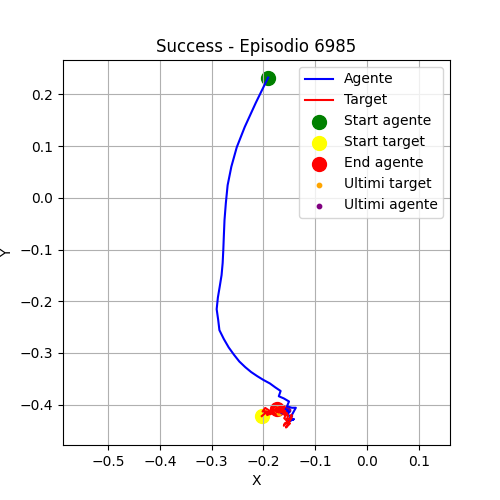 Success - Episodio 6985
Agente
Target
Start agente
Start target
End agente
Ultimi target
Ultimi agente
Y
0.2
0.1
0.0
−0.1
−0.2
−0.3
−0.4
−0.5
−0.4
−0.3
−0.2
−0.1
0.0
0.1
X